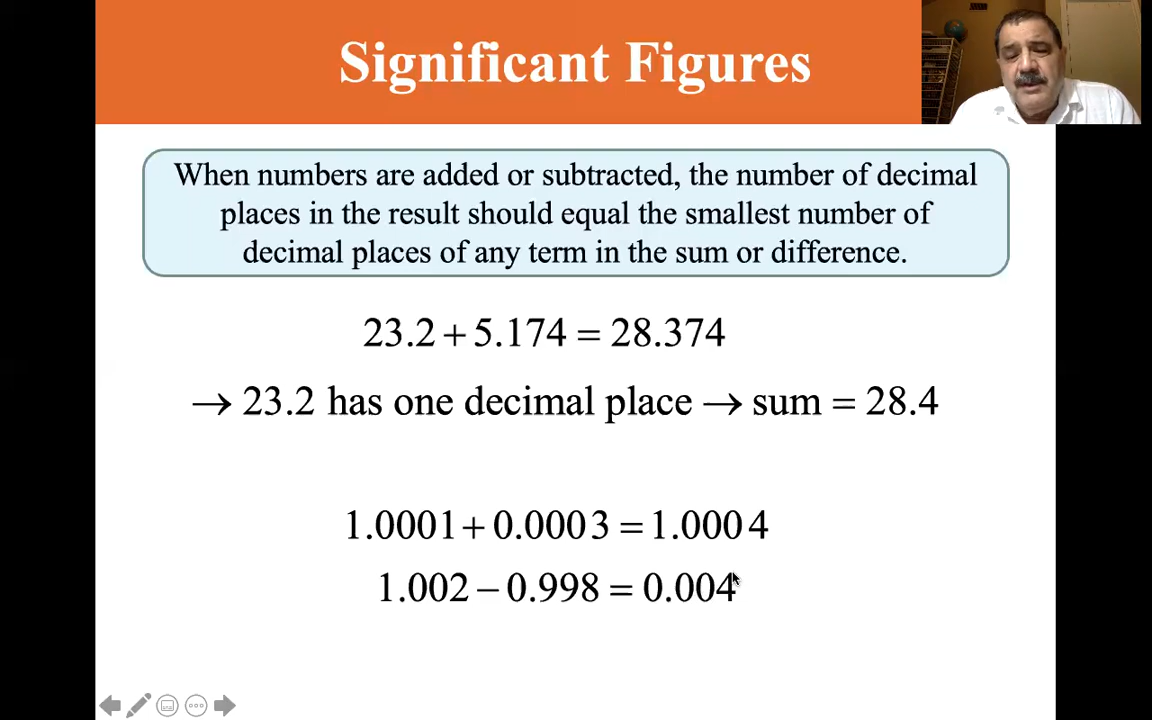 Significant Figures
When numbers are added or subtracted, the number of decimal
places in the result should equal the smallest number of
decimal places of any term in the sum or difference.
23.2 + 5.174 = 28.374
→ 23.2 has one decimal place → sum = 28.4
1.0001 + 0.0003 = 1.0004
1.002 − 0.998 = 0.004